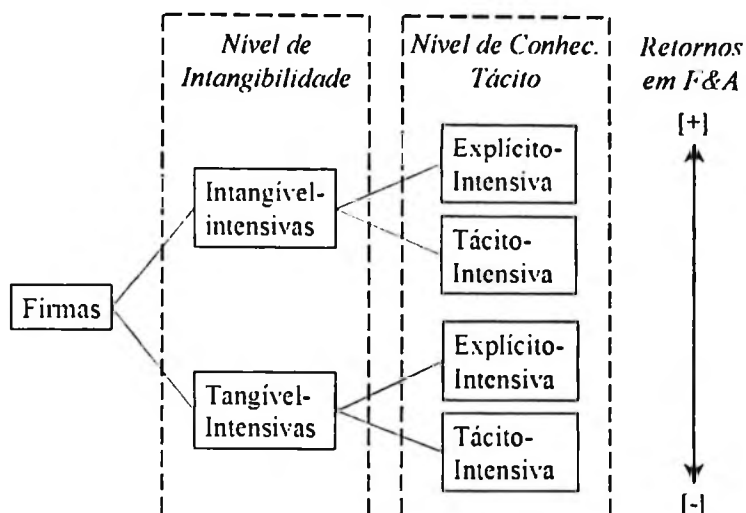 Nível de
Intangibilidade
Nível de Conhec.
Tácito
Retornos
em F&A
[+]
Explícito-
Intensiva
Intangível-
intensivas
Tácito-
Intensiva
Firmas
Explícito-
Intensiva
Tangível-
Intensivas
Tácito-
Intensiva
[-]